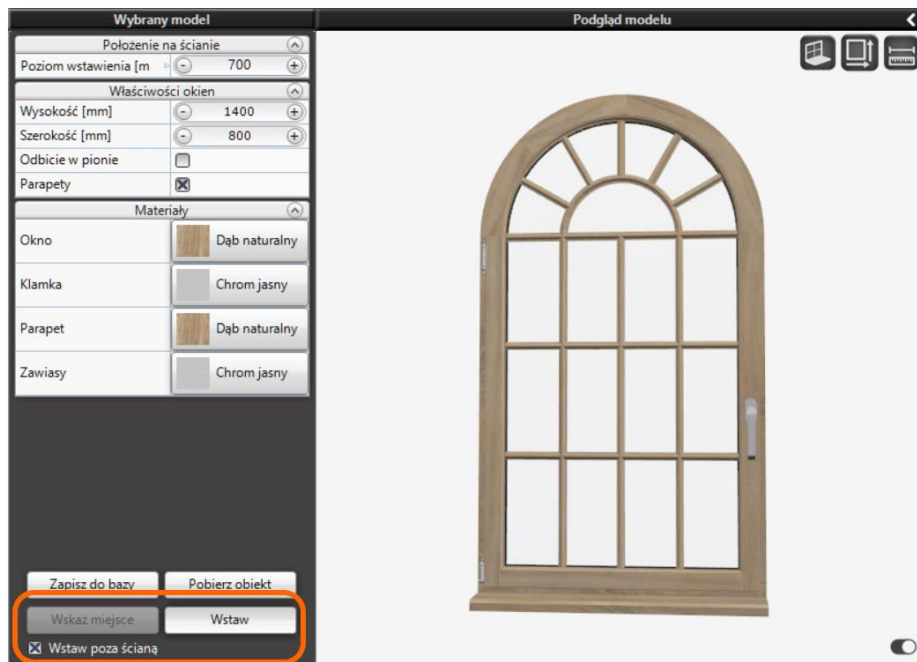 Wybrany model
Podgląd modelu
Położenie na ścianie
Poziom wstawienia [m
700
Właściwości okien
Wysokość [mm]
1400
Szerokość [mm]
800
Odbicie w pionie
Parapety
Materiały
Okno
Dąb naturalny
Klamka
Chrom jasny
Parapet
Dąb naturalny
Zawiasy
Chrom jasny
Zapisz do bazy
Pobierz obiekt
Wskaż miejsce
Wstaw
Wstaw poza ścianą